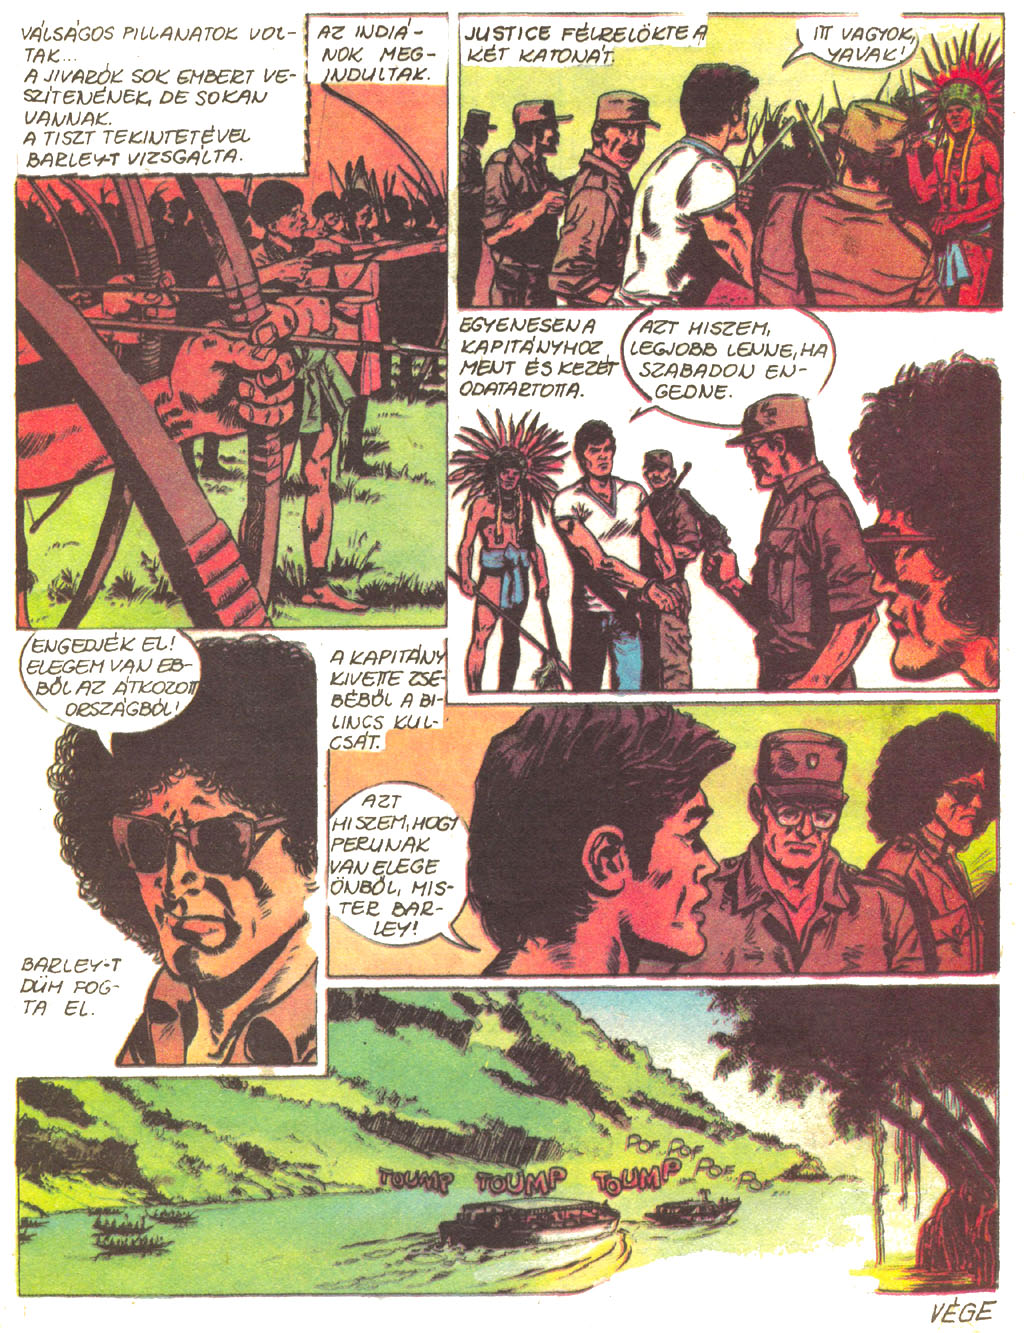 VÁLSÁGOS PILLANATOK VOL-
TAK...
A JIVARÓK SOK EMBERT VE-
SZÍTENÉNEK, DE SOKAN
VANNAK.
A TISZT TEKINTETÉVEL
BARLEY-T VIZSGÁLTA.
AZ INDIÁ-
NOK MEG-
INDULTAK.
JUSTICE FÉLRELÖKTE A
KÉT KATONÁT.
ITT VAGYOK,
YAVAK!
EGYENESEN A
KAPITÁNYHOZ
MENT ÉS KEZÉT
ODATARTOTTA.
AZT HISZEM,
LEGJOBB LENNE, HA
SZABADON EN-
GEDNE.
ENGEDJÉK EL!
ELEGEM VAN EB-
BŐL AZ ÁTKOZOTT
ORSZÁGBÓL!
BARLEY-T
DÜH FOG-
TA EL.
A KAPITÁNY
KIVETTE ZSE-
BÉBŐL A BI-
LINCS KUL-
CSÁT.
AZT
HISZEM, HOGY
PERUNAK
VAN ELEGE
ÖNBŐL, MIS-
TER BAR-
LEY!
TOUMP TOUMP TOUMP
POF POF POF POF
VÉGE